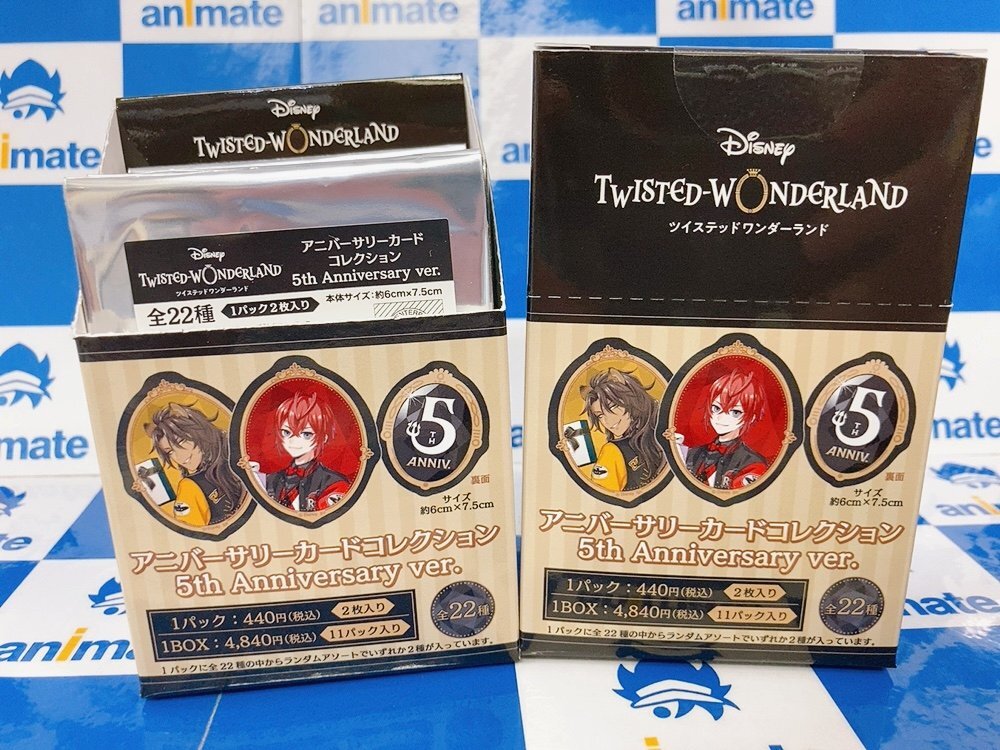 animate
animate
animate
animate
animate
Disney
TWISTED-WONDERLAND
Disney
TWISTED-WONDERLAND
ツイステッドワンダーランド
アニバーサリーカード
コレクション
5th Anniversary ver.
全22種
1パック2枚入り
本体サイズ:約6cm×7.5cm
5
TH
ANNIV.
裏面
サイズ
約6cm×7.5cm
アニバーサリーカードコレクション
5th Anniversary ver.
1パック:440円(税込) 2枚入り
1BOX:4,840円(税込) 11パック入り
全22種
1パックに全22種の中からランダムアソートでいずれか2種が入っています。
Disney
TWISTED-WONDERLAND
ツイステッドワンダーランド
5
TH
ANNIV.
裏面
サイズ
約6cm×7.5cm
アニバーサリーカードコレクション
5th Anniversary ver.
1パック:440円(税込) 2枚入り
1BOX:4,840円(税込) 11パック入り
全22種
1パックに全22種の中からランダムアソートでいずれか2種が入っています。
animate
animate
animate